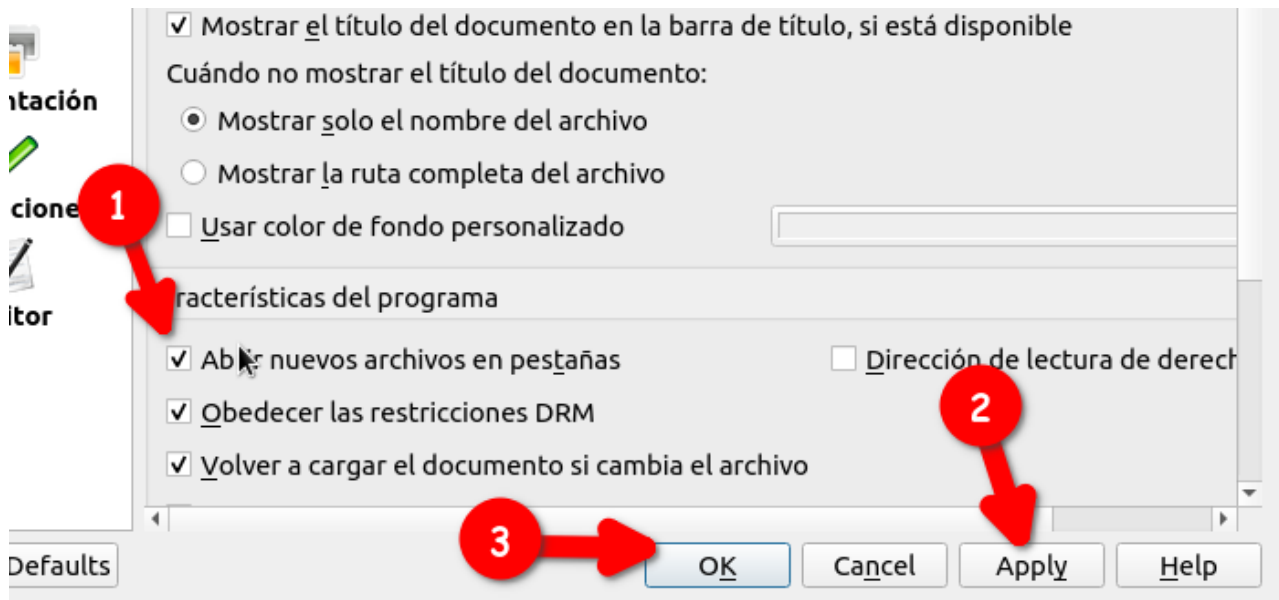 Mostrar el título del documento en la barra de título, si está disponible
Cuándo no mostrar el título del documento:
ntación
Mostrar solo el nombre del archivo
Mostrar la ruta completa del archivo
cione
1
Usar color de fondo personalizado
racterísticas del programa
itor
Abrir nuevos archivos en pestañas
Dirección de lectura de derech
Obedecer las restricciones DRM
2
Volver a cargar el documento si cambia el archivo
3
Defaults
OK
Cancel
Apply
Help